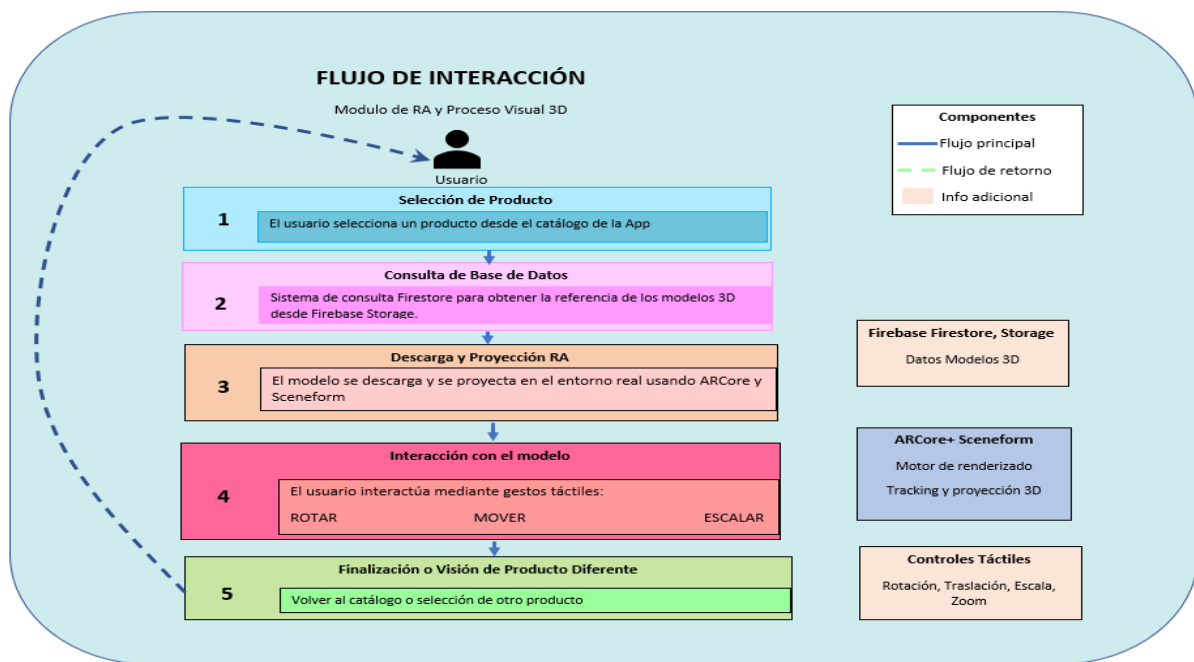 FLUJO DE INTERACCIÓN
Modulo de RA y Proceso Visual 3D
Usuario
Selección de Producto
1
El usuario selecciona un producto desde el catálogo de la App
Consulta de Base de Datos
2
Sistema de consulta Firestore para obtener la referencia de los modelos 3D
desde Firebase Storage.
Descarga y Proyección RA
3
El modelo se descarga y se proyecta en el entorno real usando ARCore y
Sceneform
Interacción con el modelo
4
El usuario interactúa mediante gestos táctiles:
ROTAR MOVER ESCALAR
Finalización o Visión de Producto Diferente
5
Volver al catálogo o selección de otro producto
Componentes
Flujo principal
Flujo de retorno
Info adicional
Firebase Firestore, Storage
Datos Modelos 3D
ARCore+ Sceneform
Motor de renderizado
Tracking y proyección 3D
Controles Táctiles
Rotación, Traslación, Escala,
Zoom